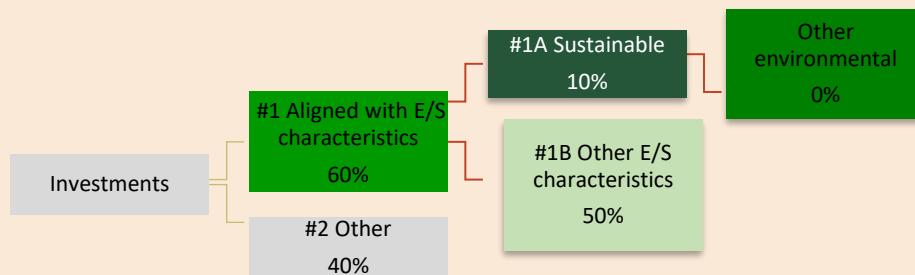 Investments
#1 Aligned with E/S
characteristics
60%
#2 Other
40%
#1A Sustainable
10%
#1B Other E/S
characteristics
50%
Other
environmental
0%